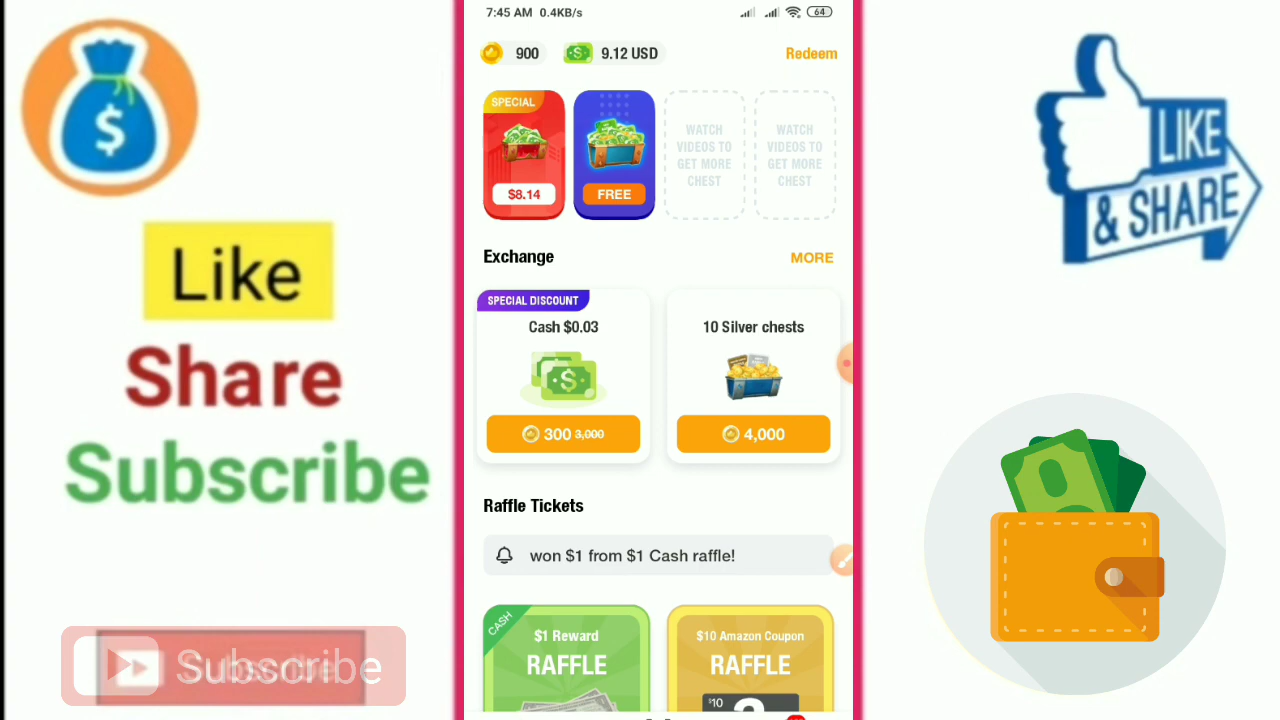 7:45 AM 0.4KB/s
64
900
9.12 USD
Redeem
SPECIAL
$8.14
FREE
WATCH
VIDEOS TO
GET MORE
CHEST
WATCH
VIDEOS TO
GET MORE
CHEST
Exchange
MORE
SPECIAL DISCOUNT
Cash $0.03
300 3,000
10 Silver chests
4,000
Raffle Tickets
won $1 from $1 Cash raffle!
CASH
$1 Reward
RAFFLE
$10 Amazon Coupon
RAFFLE
$10
$
Like
Share
Subscribe
Subscribe
LIKE
& SHARE